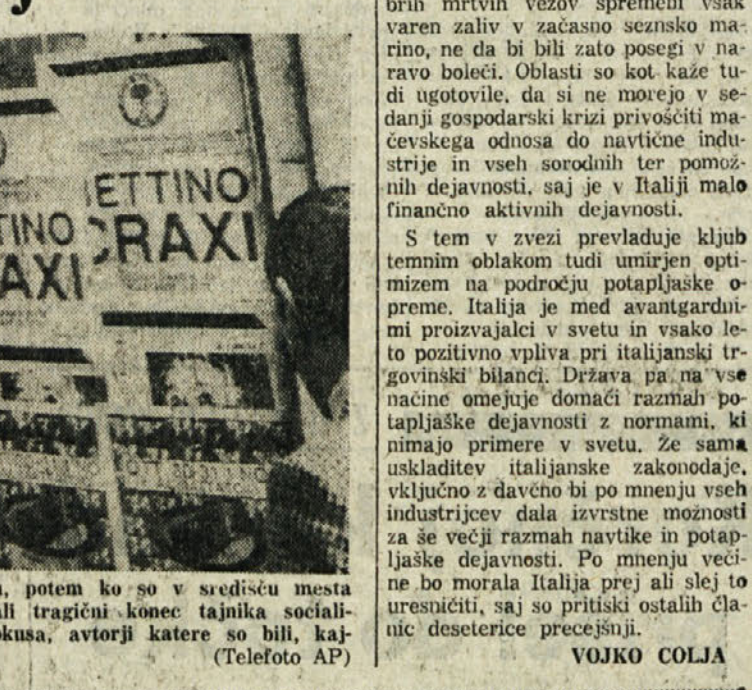 ETTINO
CRAXI
TINO
AXI
potem ko so v središču mesta
ali tragični konec tajnika sociali-
okusa, avtorji katere so bili, kaj-
(Telefoto AP)
brih mrtvih vezov spremeni vsak
varen zaliv v začasno seznsko ma-
rino, ne da bi bili zato posegi v na-
ravo boleči. Oblasti so kot kaže tu-
di ugotovile, da si ne morejo v se-
danji gospodarski krizi privoščiti ma-
čevskega odnosa do navtične indu-
strije in vseh sorodnih ter pomož-
nih dejavnosti, saj je v Italiji malo
finančno aktivnih dejavnosti.
S tem v zvezi prevladuje kljub
temnim oblakom tudi umirjen opti-
mizem na področju potapljaške o-
preme. Italija je med avantgardni-
mi proizvajalci v svetu in vsako le-
to pozitivno vpliva pri italijanski tr-
govinski bilanci. Država pa na vse
načine omejuje domači razmah po-
tapljaške dejavnosti z normami, ki
nimajo primere v svetu. Že sama
uskladitev italijanske zakonodaje,
vključno z davčno bi po mnenju vseh
industrijcev dala izvrstne možnosti
za še večji razmah navtike in potap-
ljaške dejavnosti. Po mnenju veči-
ne bo morala Italija prej ali slej to
uresničiti, saj so pritiski ostalih čla-
nic deseterice precejšnji.
VOJKO COLJA